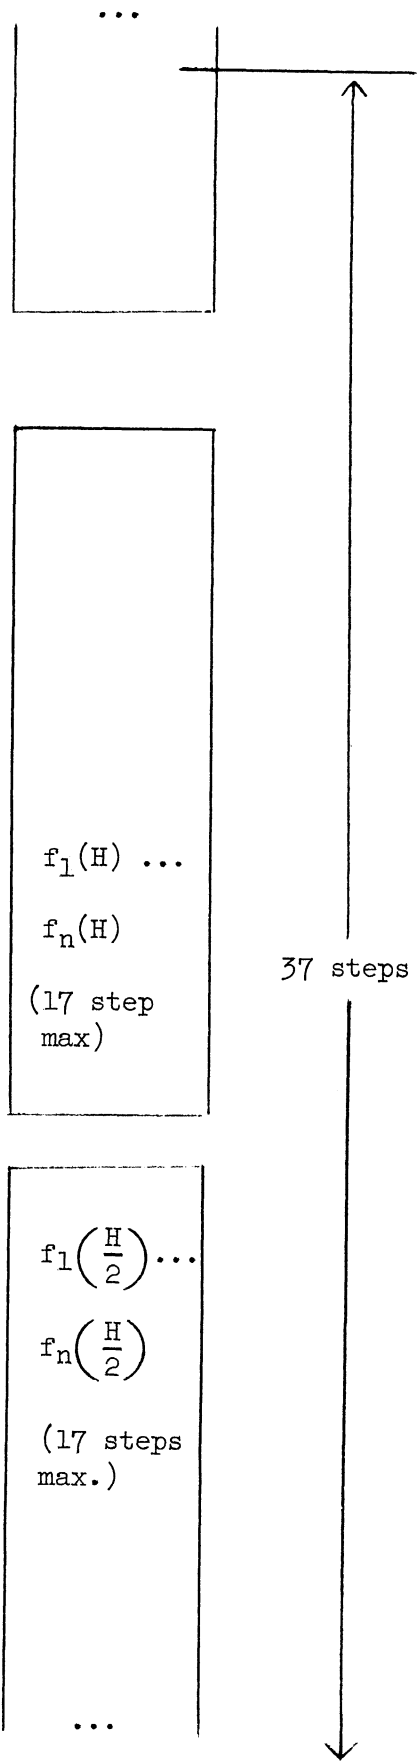 ...
f₁(H) ...
fₙ(H)
37 steps
(17 step
max)
f₁(H/2)...
fₙ(H/2)
(17 steps
max.)
...